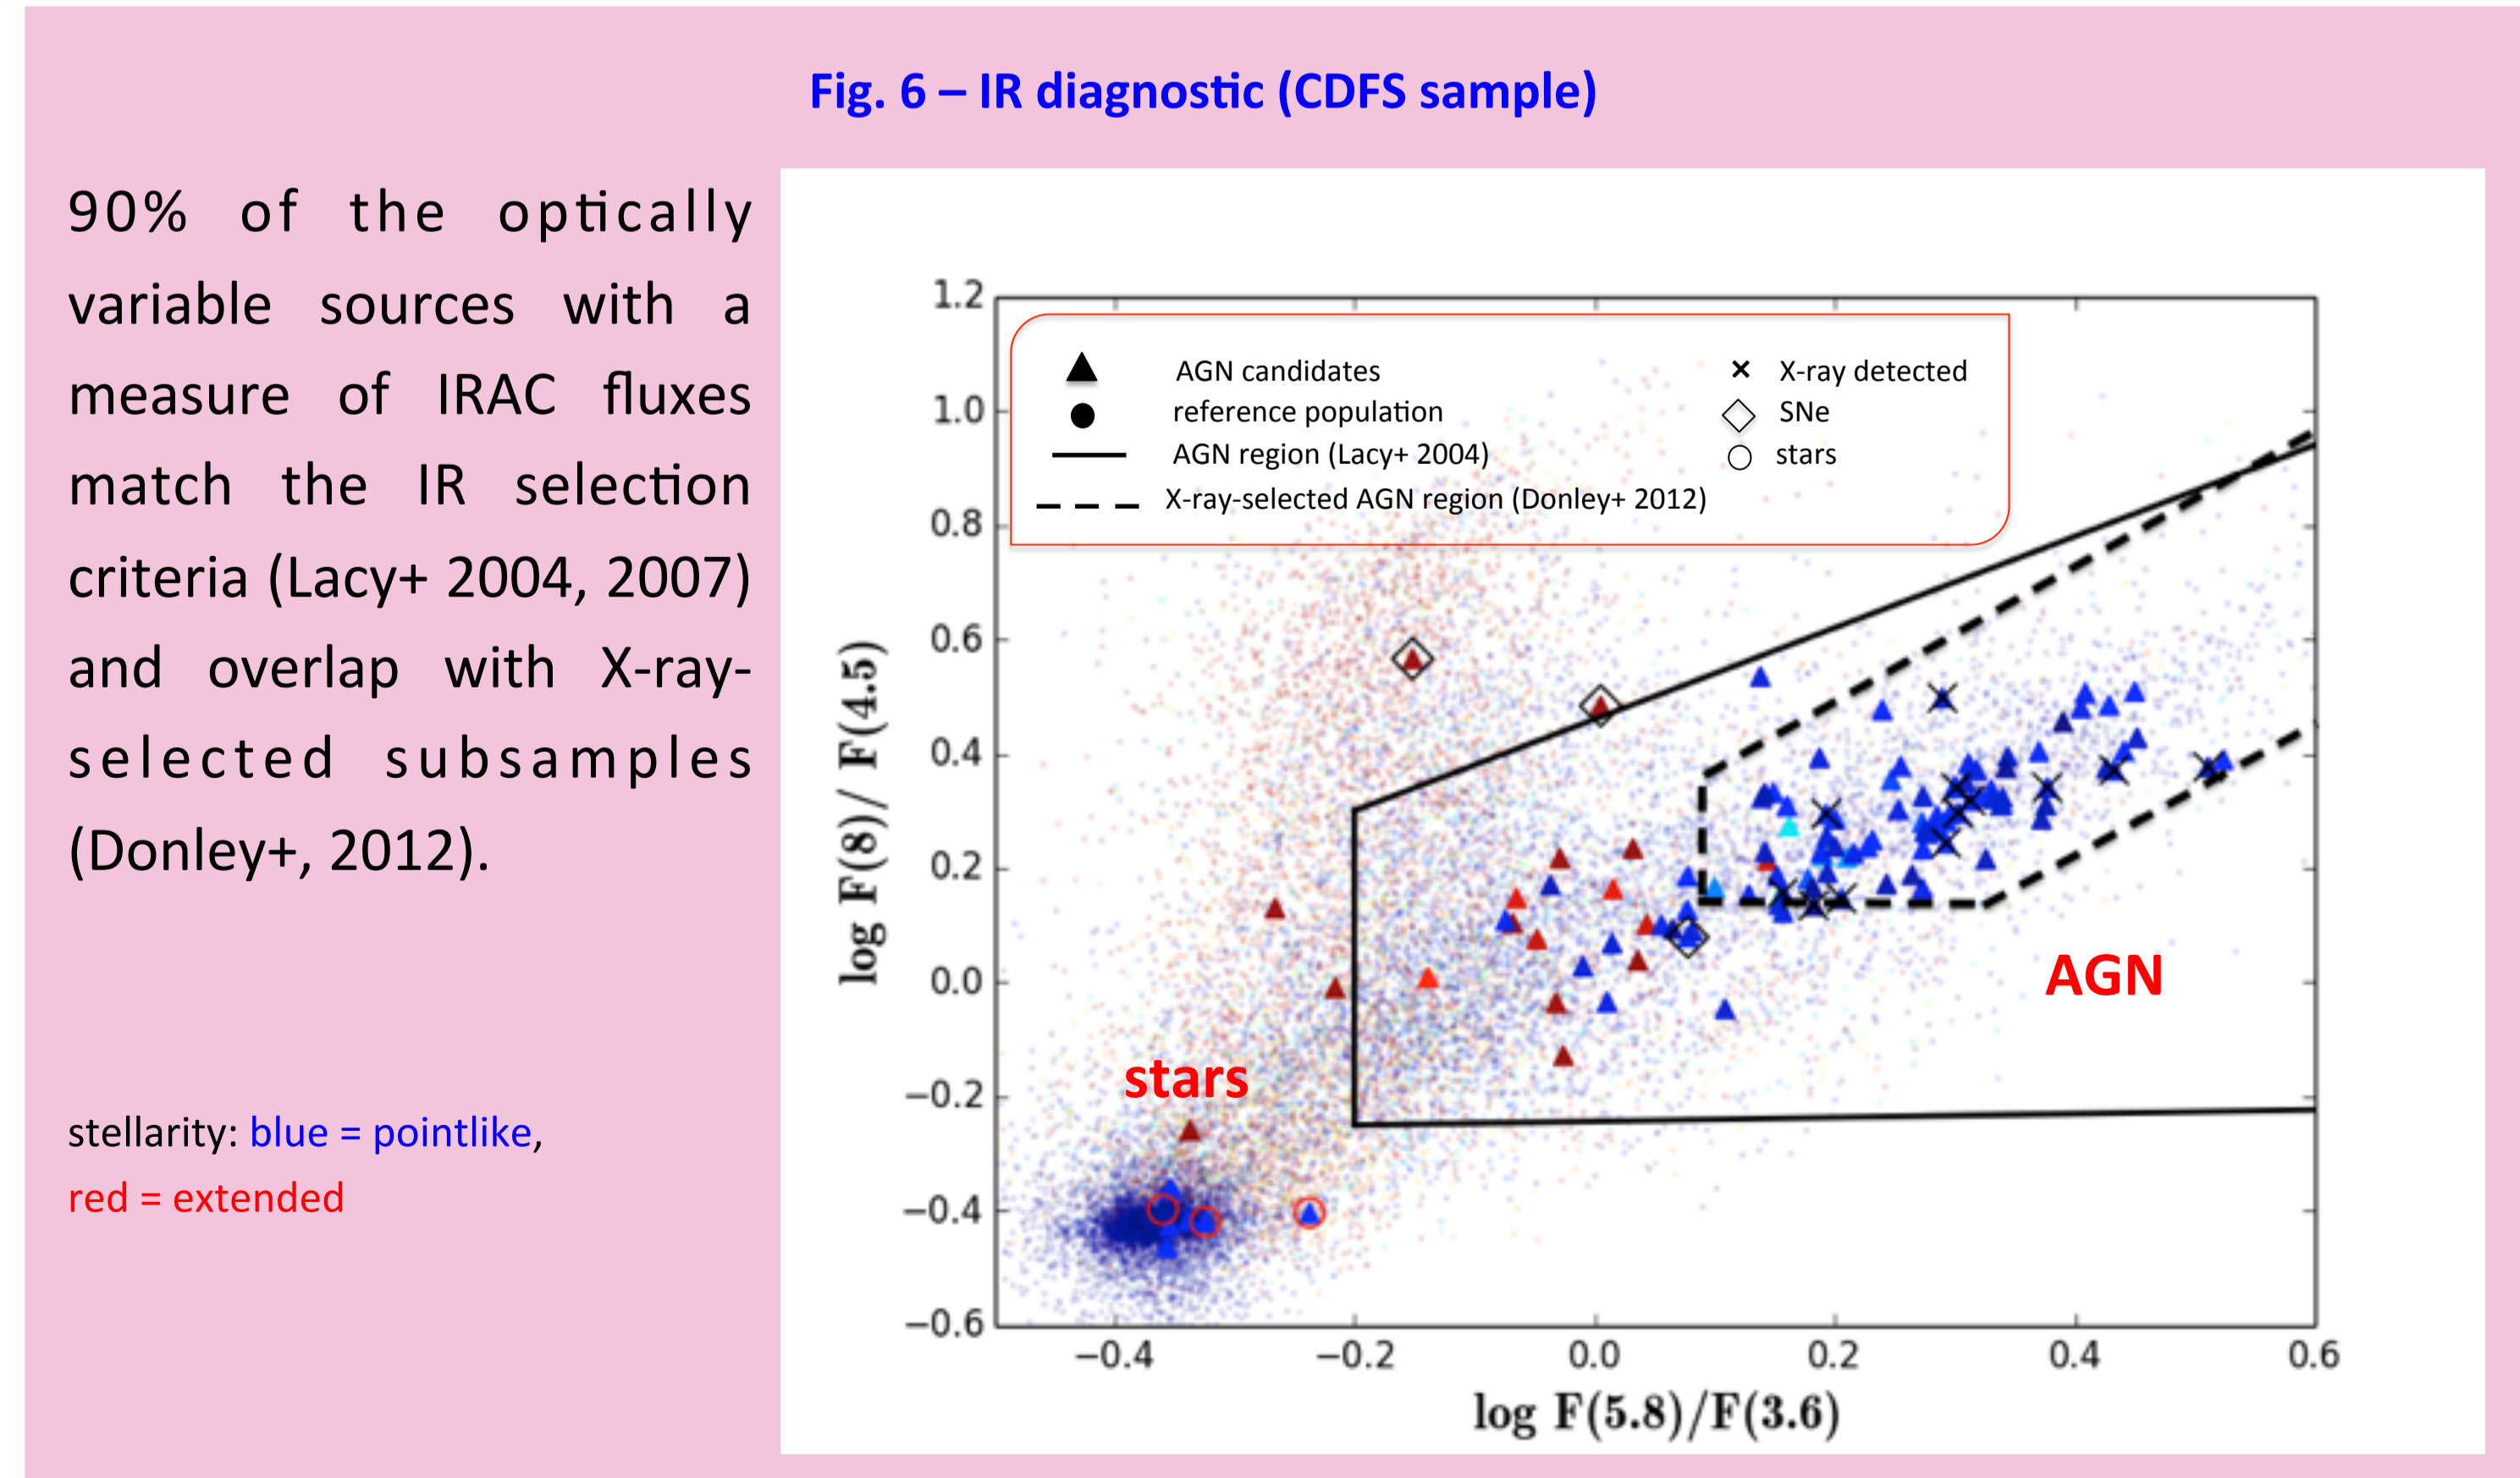 Fig. 6 – IR diagnostic (CDFS sample)
90% of the optically
variable sources with a
measure of IRAC fluxes
match the IR selection
criteria (Lacy+ 2004, 2007)
and overlap with X-ray-
selected subsamples
(Donley+, 2012).
stellarity: blue = pointlike,
red = extended
AGN candidates
reference population
AGN region (Lacy+ 2004)
X-ray-selected AGN region (Donley+ 2012)
X-ray detected
SNe
stars
1.2
1.0
0.8
0.6
0.4
0.2
0.0
−0.2
−0.4
−0.6
log F(8)/ F(4.5)
AGN
stars
−0.4
−0.2
0.0
0.2
0.4
0.6
log F(5.8)/F(3.6)